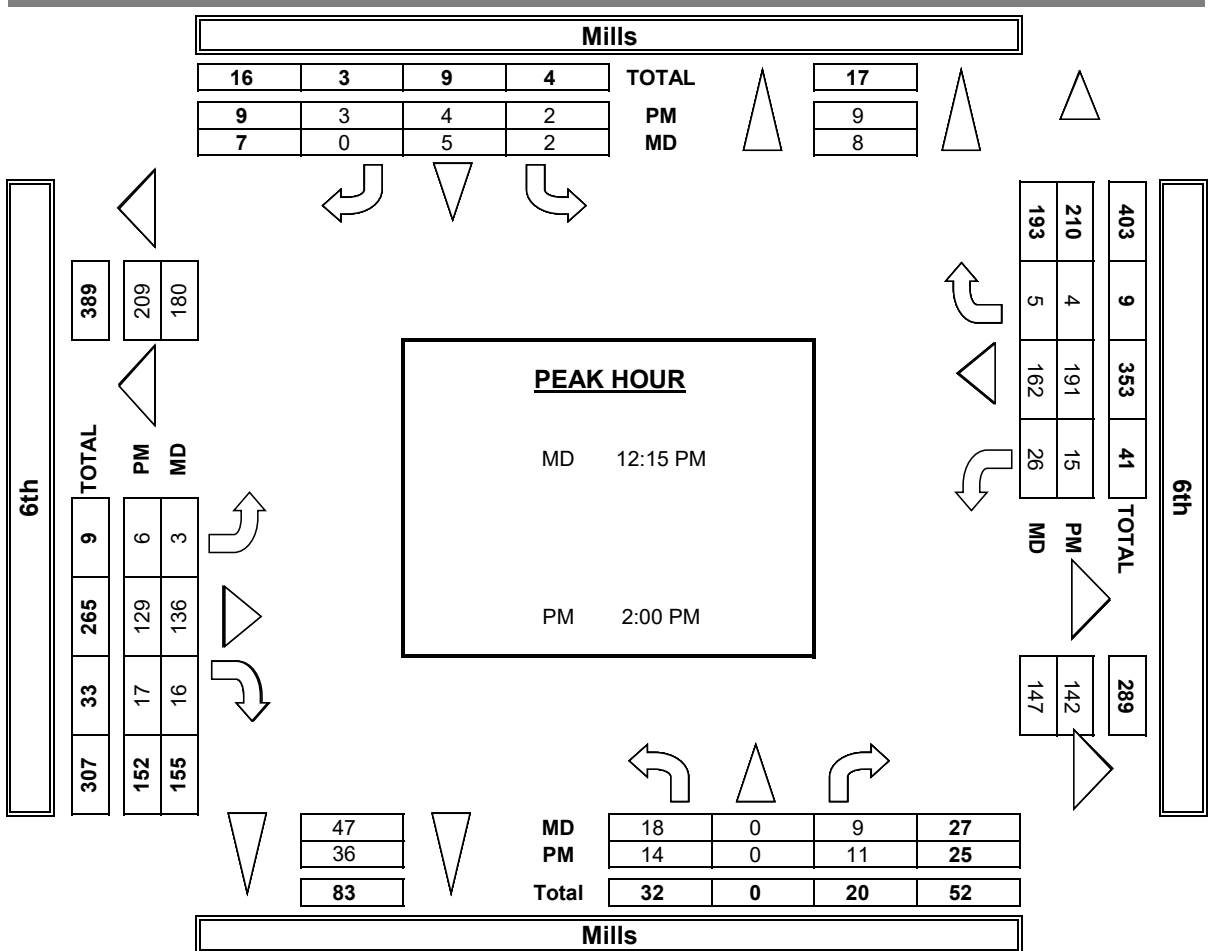 Mills
16 3 9 4 TOTAL 17
9 3 4 2 PM 9
7 0 5 2 MD 8
6th
389
209
180
TOTAL PM MD
9 6 3
265 129 136
33 17 16
307 152 155
PEAK HOUR
MD 12:15 PM
PM 2:00 PM
193 210 403
5 4 9
162 191 353
26 15 41
MD PM TOTAL
147 142 289
6th
47 MD 18 0 9 27
36 PM 14 0 11 25
83 Total 32 0 20 52
Mills